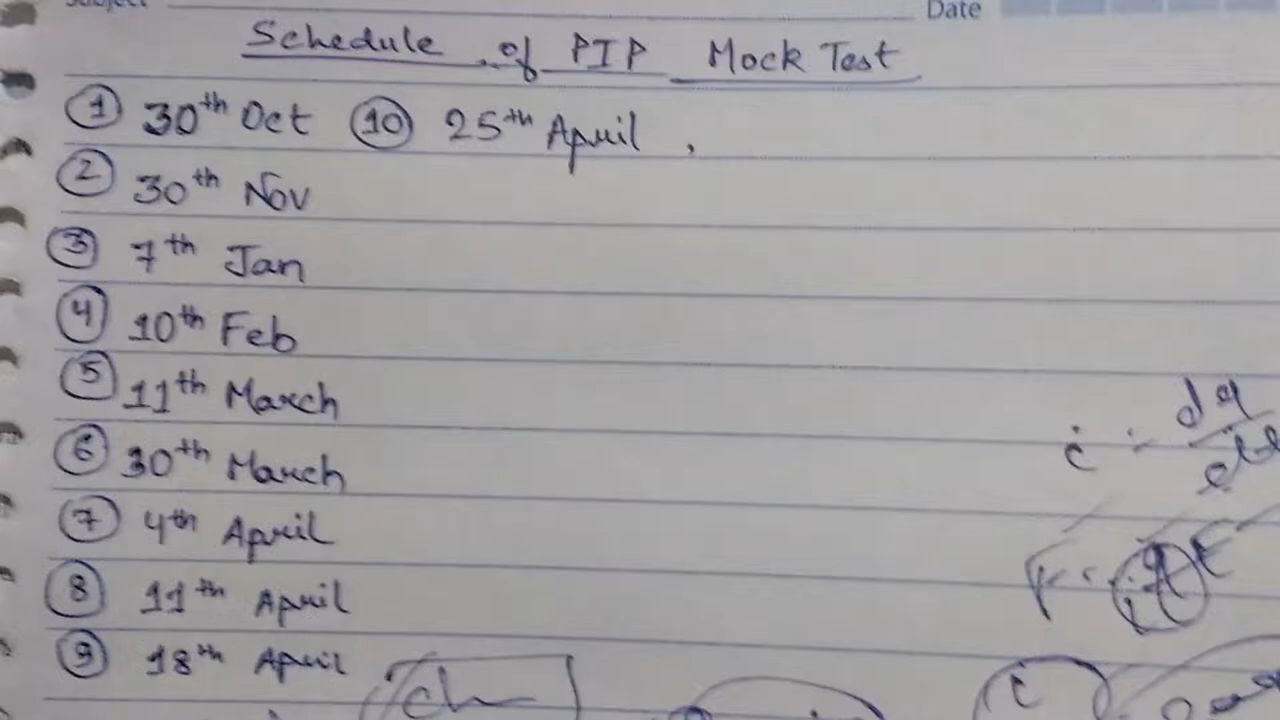 Date
Schedule of PIP Mock Test
① 30th Oct ⑩ 25th April ,
② 30th Nov
③ 7th Jan
④ 10th Feb
⑤ 11th March
⑥ 30th March
⑦ 4th April
⑧ 11th April
⑨ 18th April